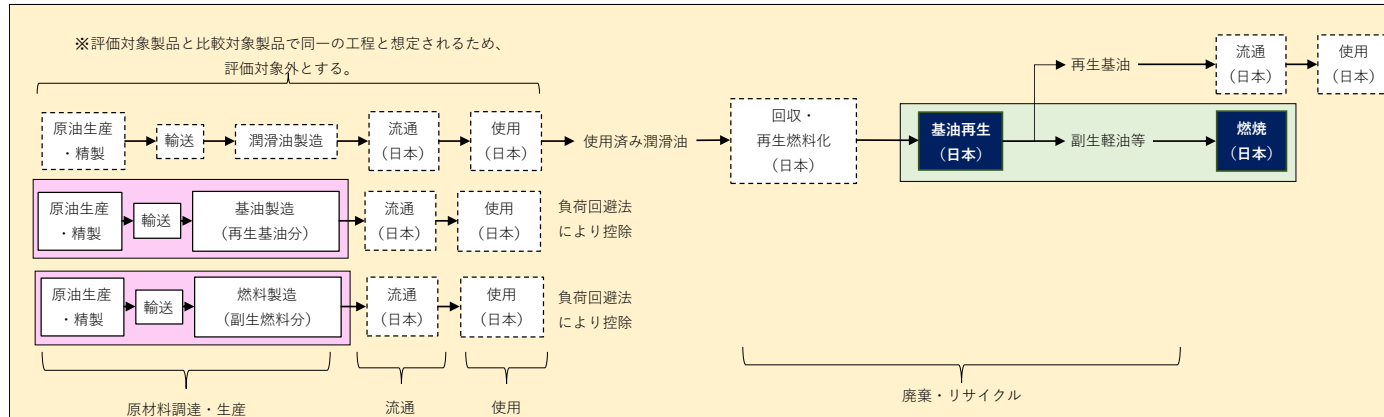 ※評価対象製品と比較対象製品で同一の工程と想定されるため、
評価対象外とする。
原油生産
・精製
輸送
潤滑油製造
流通
（日本）
使用
（日本）
使用済み潤滑油
回収・
再生燃料化
（日本）
基油再生
（日本）
再生基油
流通
（日本）
使用
（日本）
副生軽油等
燃焼
（日本）
原油生産
・精製
輸送
基油製造
（再生基油分）
流通
（日本）
使用
（日本）
負荷回避法
により控除
原油生産
・精製
輸送
燃料製造
（副生燃料分）
流通
（日本）
使用
（日本）
負荷回避法
により控除
原材料調達・生産
流通
使用
廃棄・リサイクル